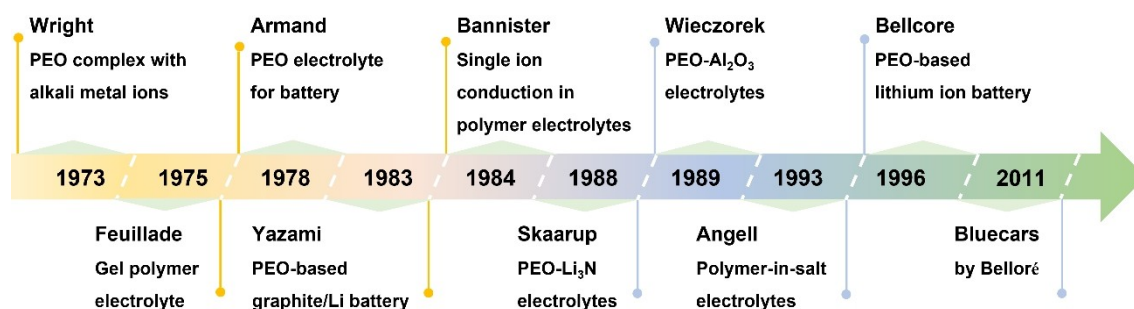 Wright
PEO complex with
alkali metal ions
Armand
PEO electrolyte
for battery
Bannister
Single ion
conduction in
polymer electrolytes
Wieczorek
PEO-Al₂O₃
electrolytes
Bellcore
PEO-based
lithium ion battery
1973 1975 1978 1983 1984 1988 1989 1993 1996 2011
Feuillade
Gel polymer
electrolyte
Yazami
PEO-based
graphite/Li battery
Skaarup
PEO-Li₃N
electrolytes
Angell
Polymer-in-salt
electrolytes
Bluecars
by Belloré